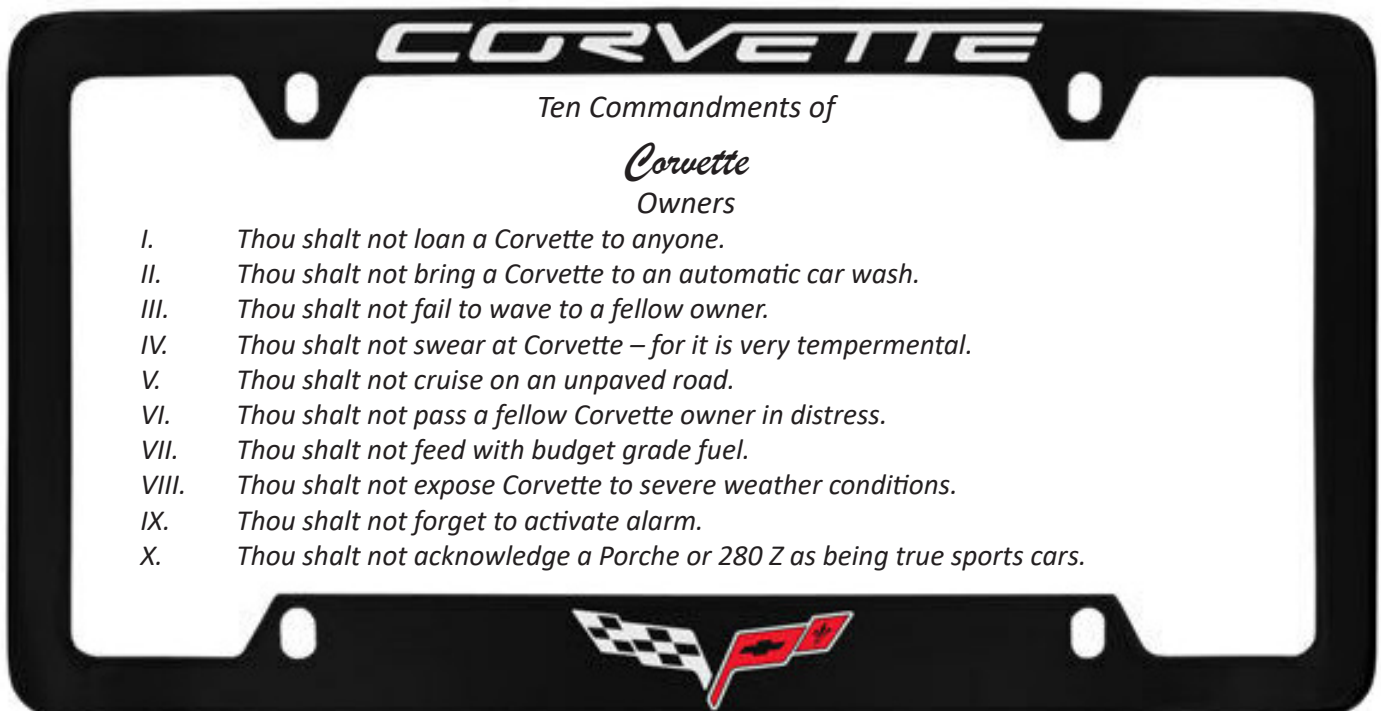 CORVETTE
Ten Commandments of
Corvette
Owners
I. Thou shalt not loan a Corvette to anyone.
II. Thou shalt not bring a Corvette to an automatic car wash.
III. Thou shalt not fail to wave to a fellow owner.
IV. Thou shalt not swear at Corvette – for it is very tempermental.
V. Thou shalt not cruise on an unpaved road.
VI. Thou shalt not pass a fellow Corvette owner in distress.
VII. Thou shalt not feed with budget grade fuel.
VIII. Thou shalt not expose Corvette to severe weather conditions.
IX. Thou shalt not forget to activate alarm.
X. Thou shalt not acknowledge a Porche or 280 Z as being true sports cars.